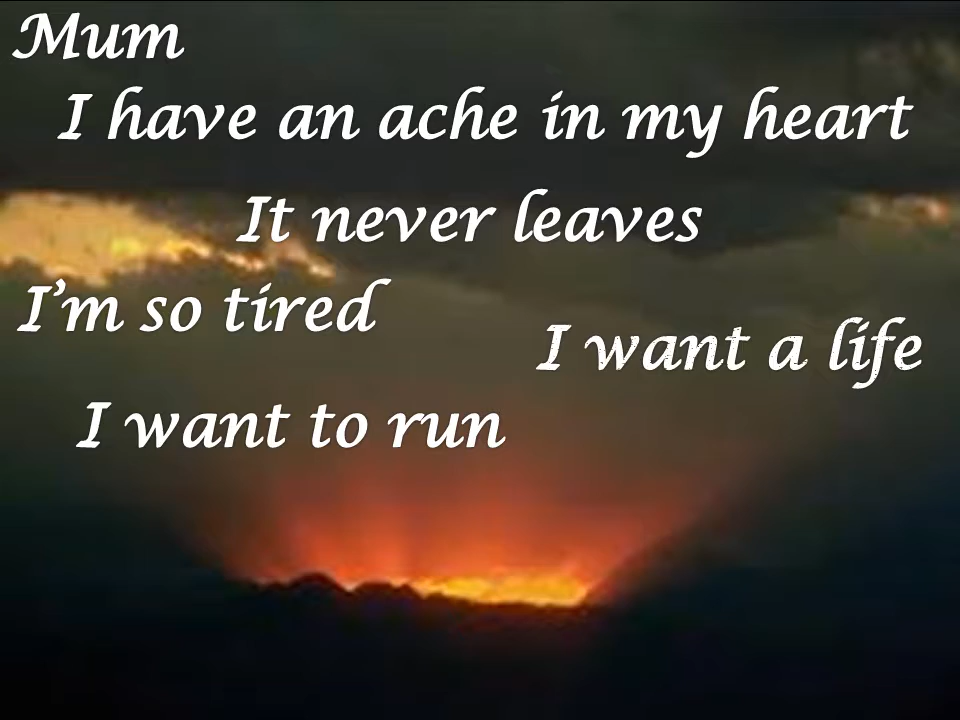 Mum
I have an ache in my heart
It never leaves
I’m so tired
I want a life
I want to run